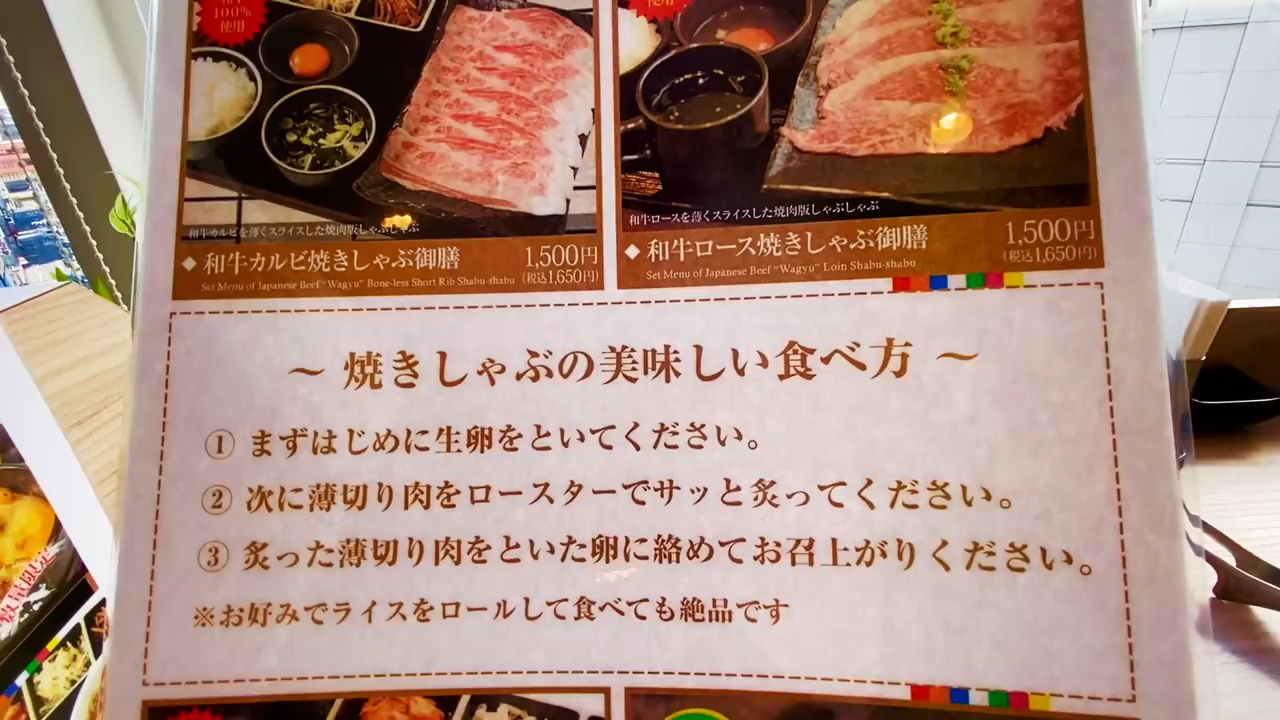 100%
使用
使用
和牛カルビを薄くスライスした焼肉版しゃぶしゃぶ
◆ 和牛カルビ焼きしゃぶ御膳 1,500円
Set Menu of Japanese Beef "Wagyu" Bone-less Short Rib Shabu-shabu (税込1,650円)
和牛ロースを薄くスライスした焼肉版しゃぶしゃぶ
◆ 和牛ロース焼きしゃぶ御膳 1,500円
Set Menu of Japanese Beef "Wagyu" Loin Shabu-shabu (税込1,650円)
～ 焼きしゃぶの美味しい食べ方 ～
① まずはじめに生卵をといてください。
② 次に薄切り肉をロースターでサッと炙ってください。
③ 炙った薄切り肉をといた卵に絡めてお召上がりください。
※お好みでライスをロールして食べても絶品です
数量限定